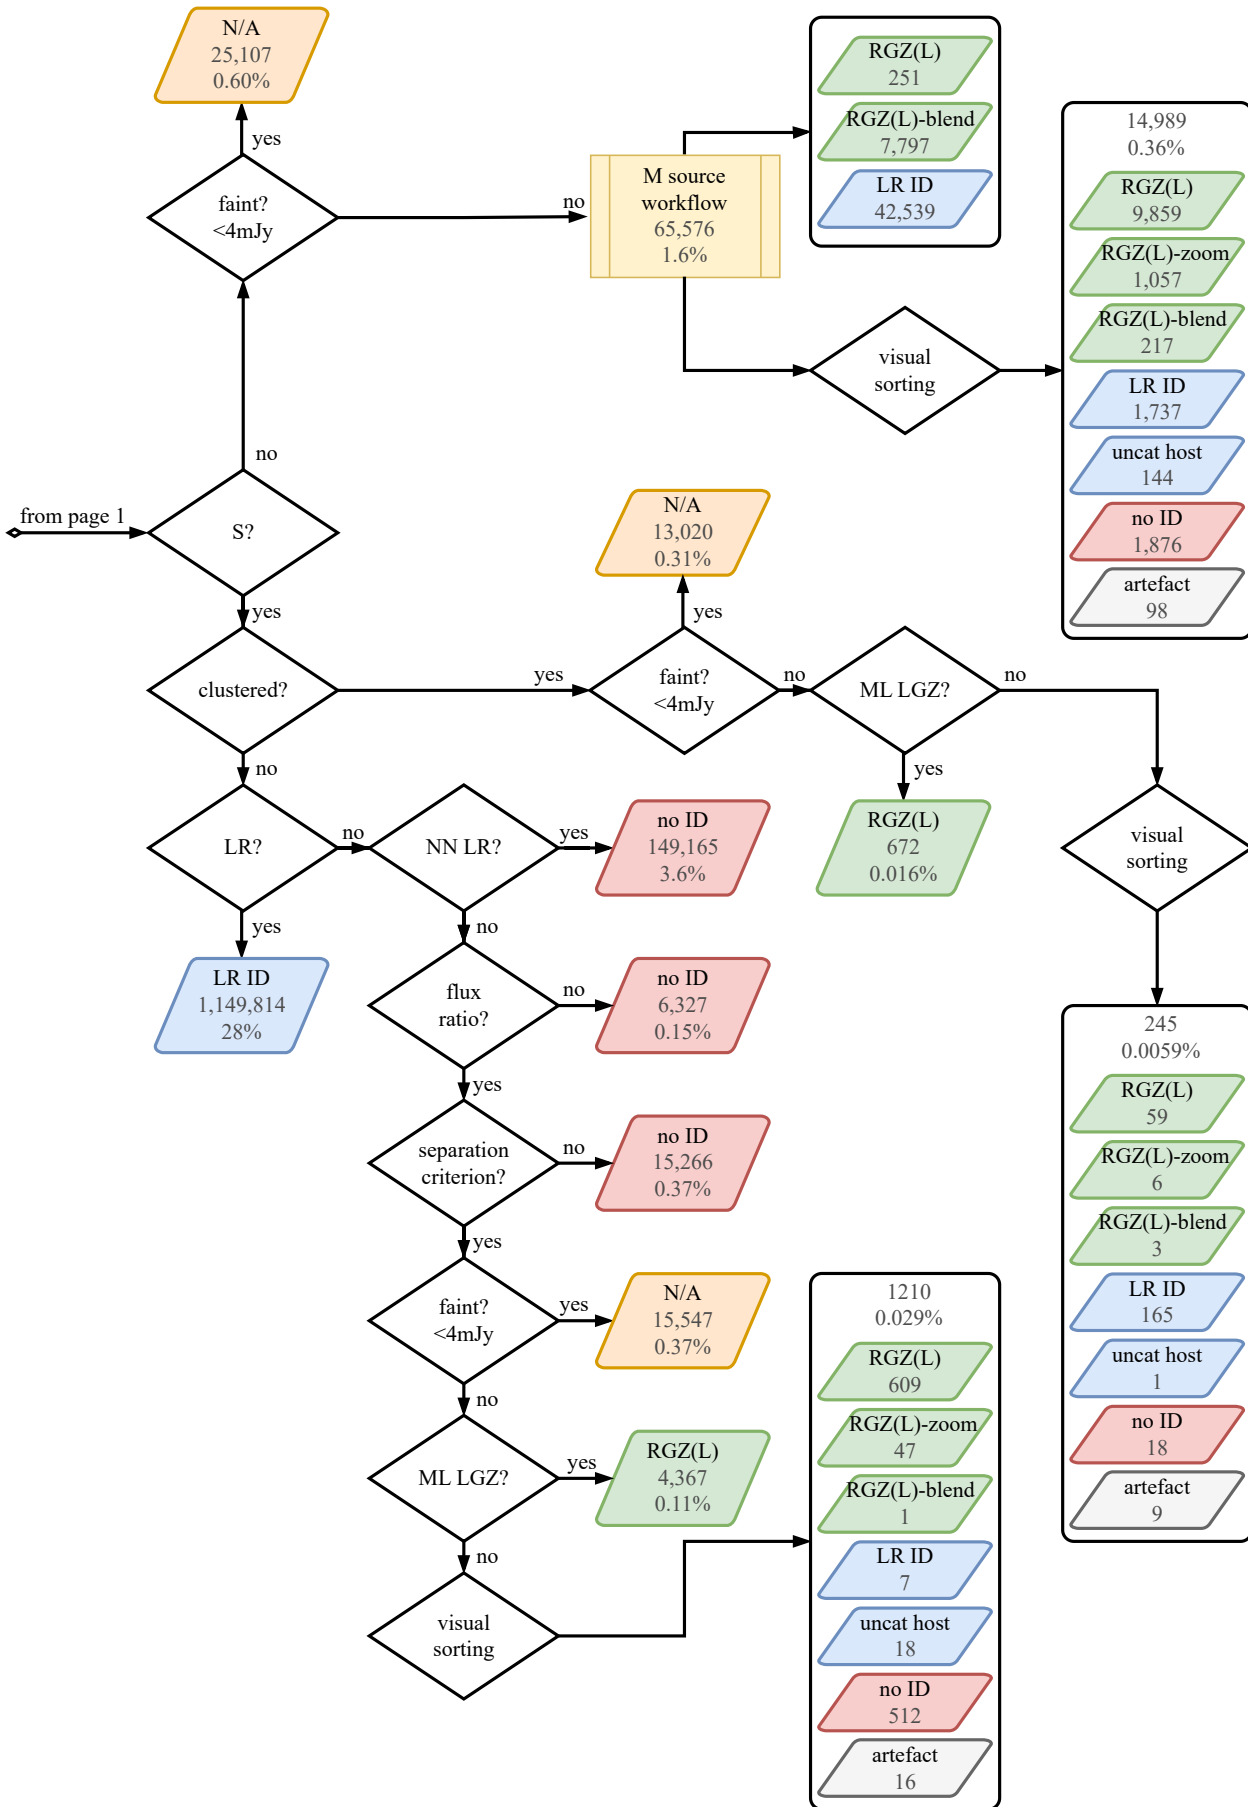 N/A
25,107
0.60%
yes
faint?
<4mJy
no
M source
workflow
65,576
1.6%
RGZ(L)
251
RGZ(L)-blend
7,797
LR ID
42,539
visual
sorting
14,989
0.36%
RGZ(L)
9,859
RGZ(L)-zoom
1,057
RGZ(L)-blend
217
LR ID
1,737
uncat host
144
no ID
1,876
artefact
98
no
from page 1
S?
yes
clustered?
yes
N/A
13,020
0.31%
yes
faint?
<4mJy
no
ML LGZ?
no
yes
RGZ(L)
672
0.016%
visual
sorting
245
0.0059%
RGZ(L)
59
RGZ(L)-zoom
6
RGZ(L)-blend
3
LR ID
165
uncat host
1
no ID
18
artefact
9
no
LR?
no
yes
LR ID
1,149,814
28%
NN LR?
yes
no ID
149,165
3.6%
no
flux
ratio?
no
no ID
6,327
0.15%
yes
separation
criterion?
no
no ID
15,266
0.37%
yes
faint?
<4mJy
yes
N/A
15,547
0.37%
no
ML LGZ?
yes
RGZ(L)
4,367
0.11%
no
visual
sorting
1210
0.029%
RGZ(L)
609
RGZ(L)-zoom
47
RGZ(L)-blend
1
LR ID
7
uncat host
18
no ID
512
artefact
16